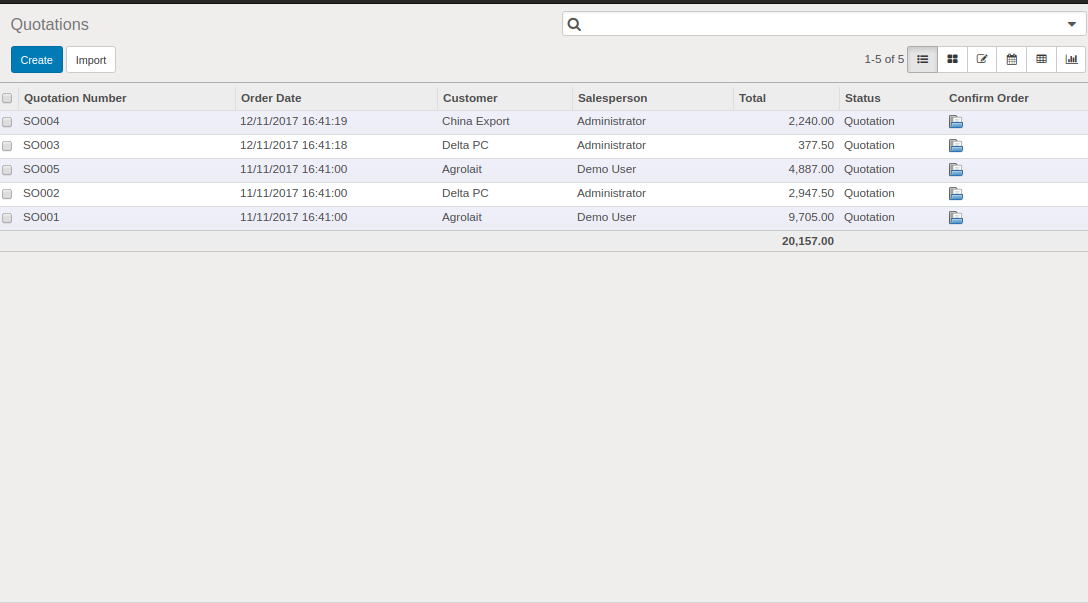 Quotations
Create Import 1-5 of 5
Quotation Number Order Date Customer Salesperson Total Status Confirm Order
SO004 12/11/2017 16:41:19 China Export Administrator 2,240.00 Quotation
SO003 12/11/2017 16:41:18 Delta PC Administrator 377.50 Quotation
SO005 11/11/2017 16:41:00 Agrolait Demo User 4,887.00 Quotation
SO002 11/11/2017 16:41:00 Delta PC Administrator 2,947.50 Quotation
SO001 11/11/2017 16:41:00 Agrolait Demo User 9,705.00 Quotation
20,157.00